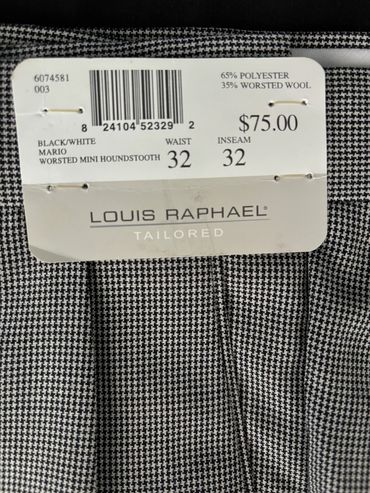 6074581
003
8 24104 52329 2
65% POLYESTER
35% WORSTED WOOL
$75.00
BLACK/WHITE
MARIO
WORSTED MINI HOUNDSTOOTH
WAIST
32
INSEAM
32
LOUIS RAPHAEL®
TAILORED